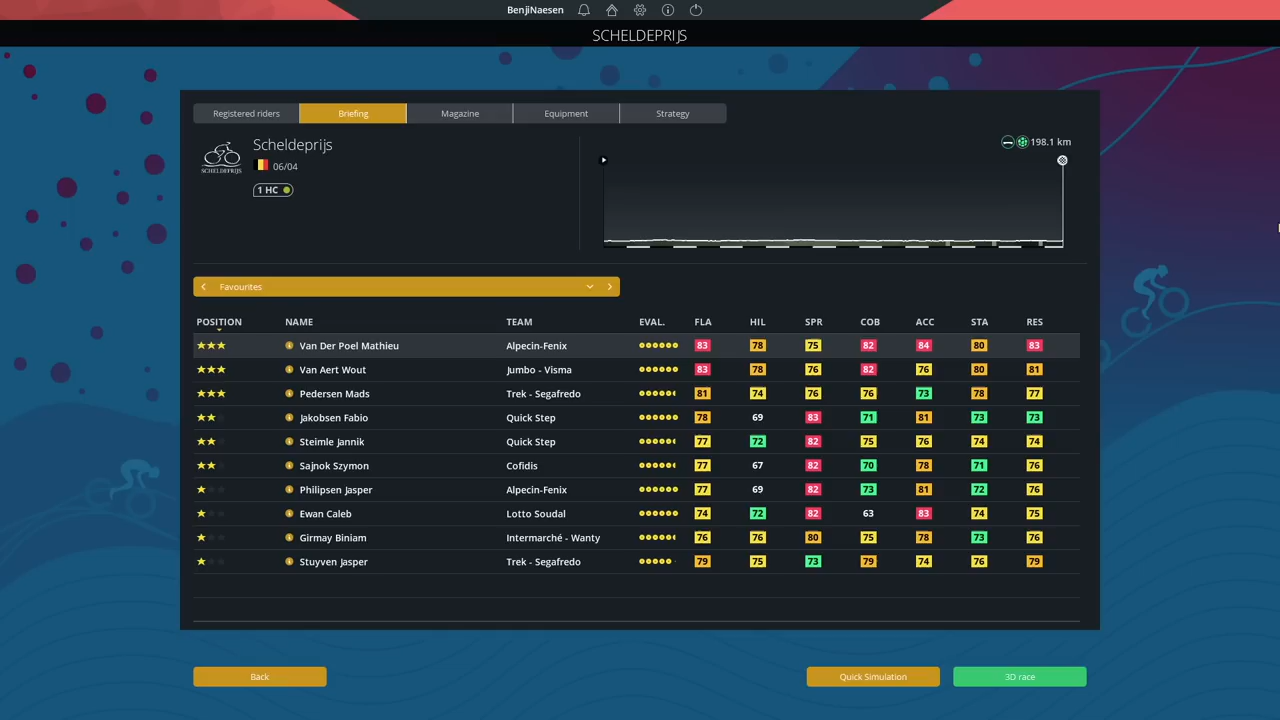 BenjiNaesen
SCHELDEPRIJS
Registered riders Briefing Magazine Equipment Strategy
Scheldeprijs
06/04
SCHELDEPRIJS
1 HC
198.1 km
Favourites
POSITION NAME TEAM EVAL. FLA HIL SPR COB ACC STA RES
Van Der Poel Mathieu Alpecin-Fenix 83 78 75 82 84 80 83
Van Aert Wout Jumbo - Visma 83 78 76 82 76 80 81
Pedersen Mads Trek - Segafredo 81 74 76 76 73 78 77
Jakobsen Fabio Quick Step 78 69 83 71 81 73 73
Steimle Jannik Quick Step 77 72 82 75 76 74 74
Sajnok Szymon Cofidis 77 67 82 70 78 71 76
Philipsen Jasper Alpecin-Fenix 77 69 82 73 81 72 76
Ewan Caleb Lotto Soudal 74 72 82 63 83 74 75
Girmay Biniam Intermarché - Wanty 76 76 80 75 78 73 76
Stuyven Jasper Trek - Segafredo 79 75 73 79 74 76 79
Back Quick Simulation 3D race